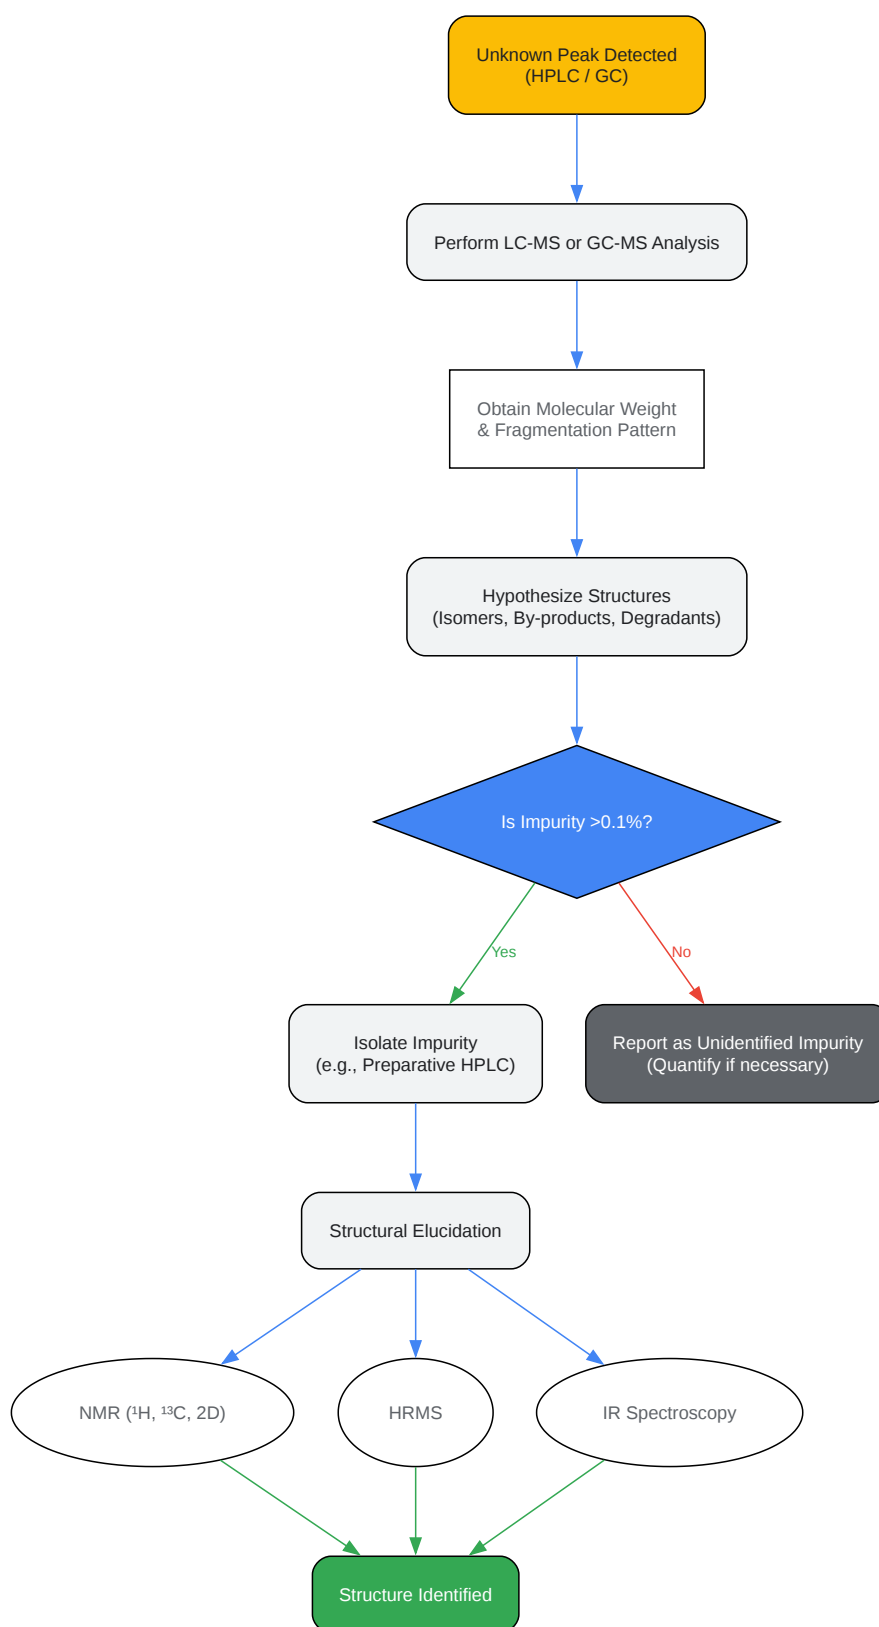 Unknown Peak Detected
(HPLC / GC)
Perform LC-MS or GC-MS Analysis
Obtain Molecular Weight
& Fragmentation Pattern
Hypothesize Structures
(Isomers, By-products, Degradants)
Is Impurity >0.1%?
Yes
No
Isolate Impurity
(e.g., Preparative HPLC)
Report as Unidentified Impurity
(Quantify if necessary)
Structural Elucidation
NMR (¹H, ¹³C, 2D)
HRMS
IR Spectroscopy
Structure Identified